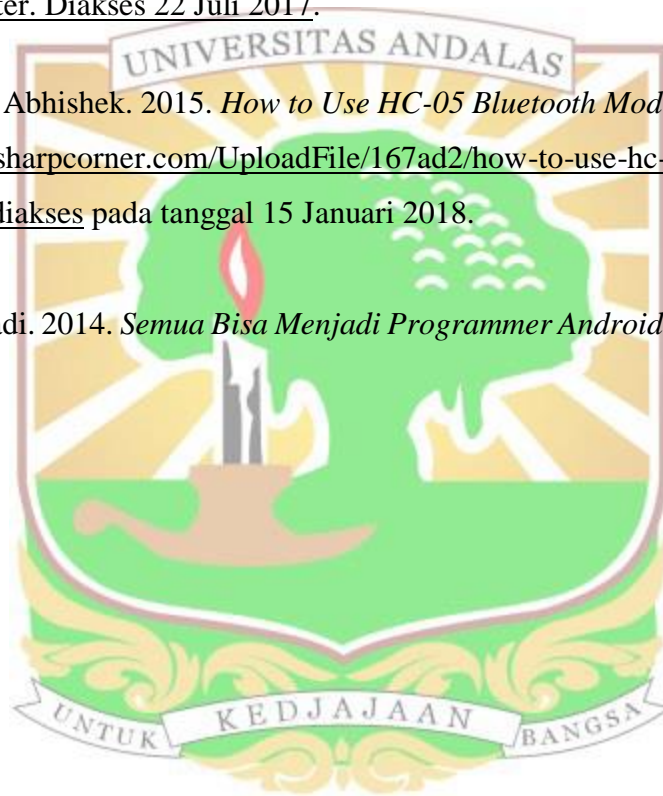 ter. Diakses 22 Juli 2017.
UNIVERSITAS ANDALAS
Abhishek. 2015. How to Use HC-05 Bluetooth Mod
sharpcorner.com/UploadFile/167ad2/how-to-use-hc-
diakses pada tanggal 15 Januari 2018.
adi. 2014. Semua Bisa Menjadi Programmer Android
UNTUK KEDJAJAAN BANGSA